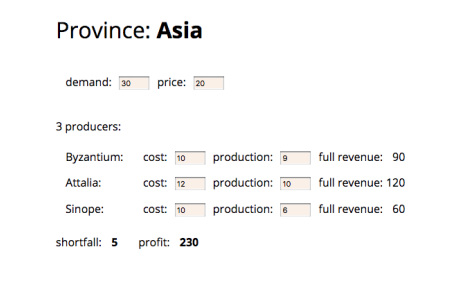 Province: Asia
demand: 30 price: 20
3 producers:
Byzantium: cost: 10 production: 9 full revenue: 90
Attalia: cost: 12 production: 10 full revenue: 120
Sinope: cost: 10 production: 6 full revenue: 60
shortfall: 5 profit: 230